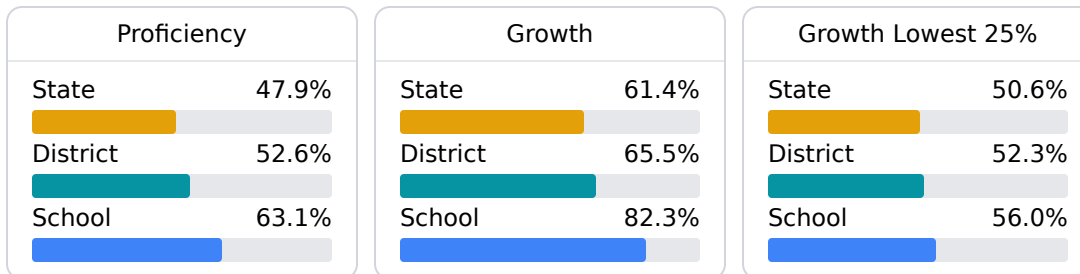 Proficiency
State 47.9%
District 52.6%
School 63.1%
Growth
State 61.4%
District 65.5%
School 82.3%
Growth Lowest 25%
State 50.6%
District 52.3%
School 56.0%